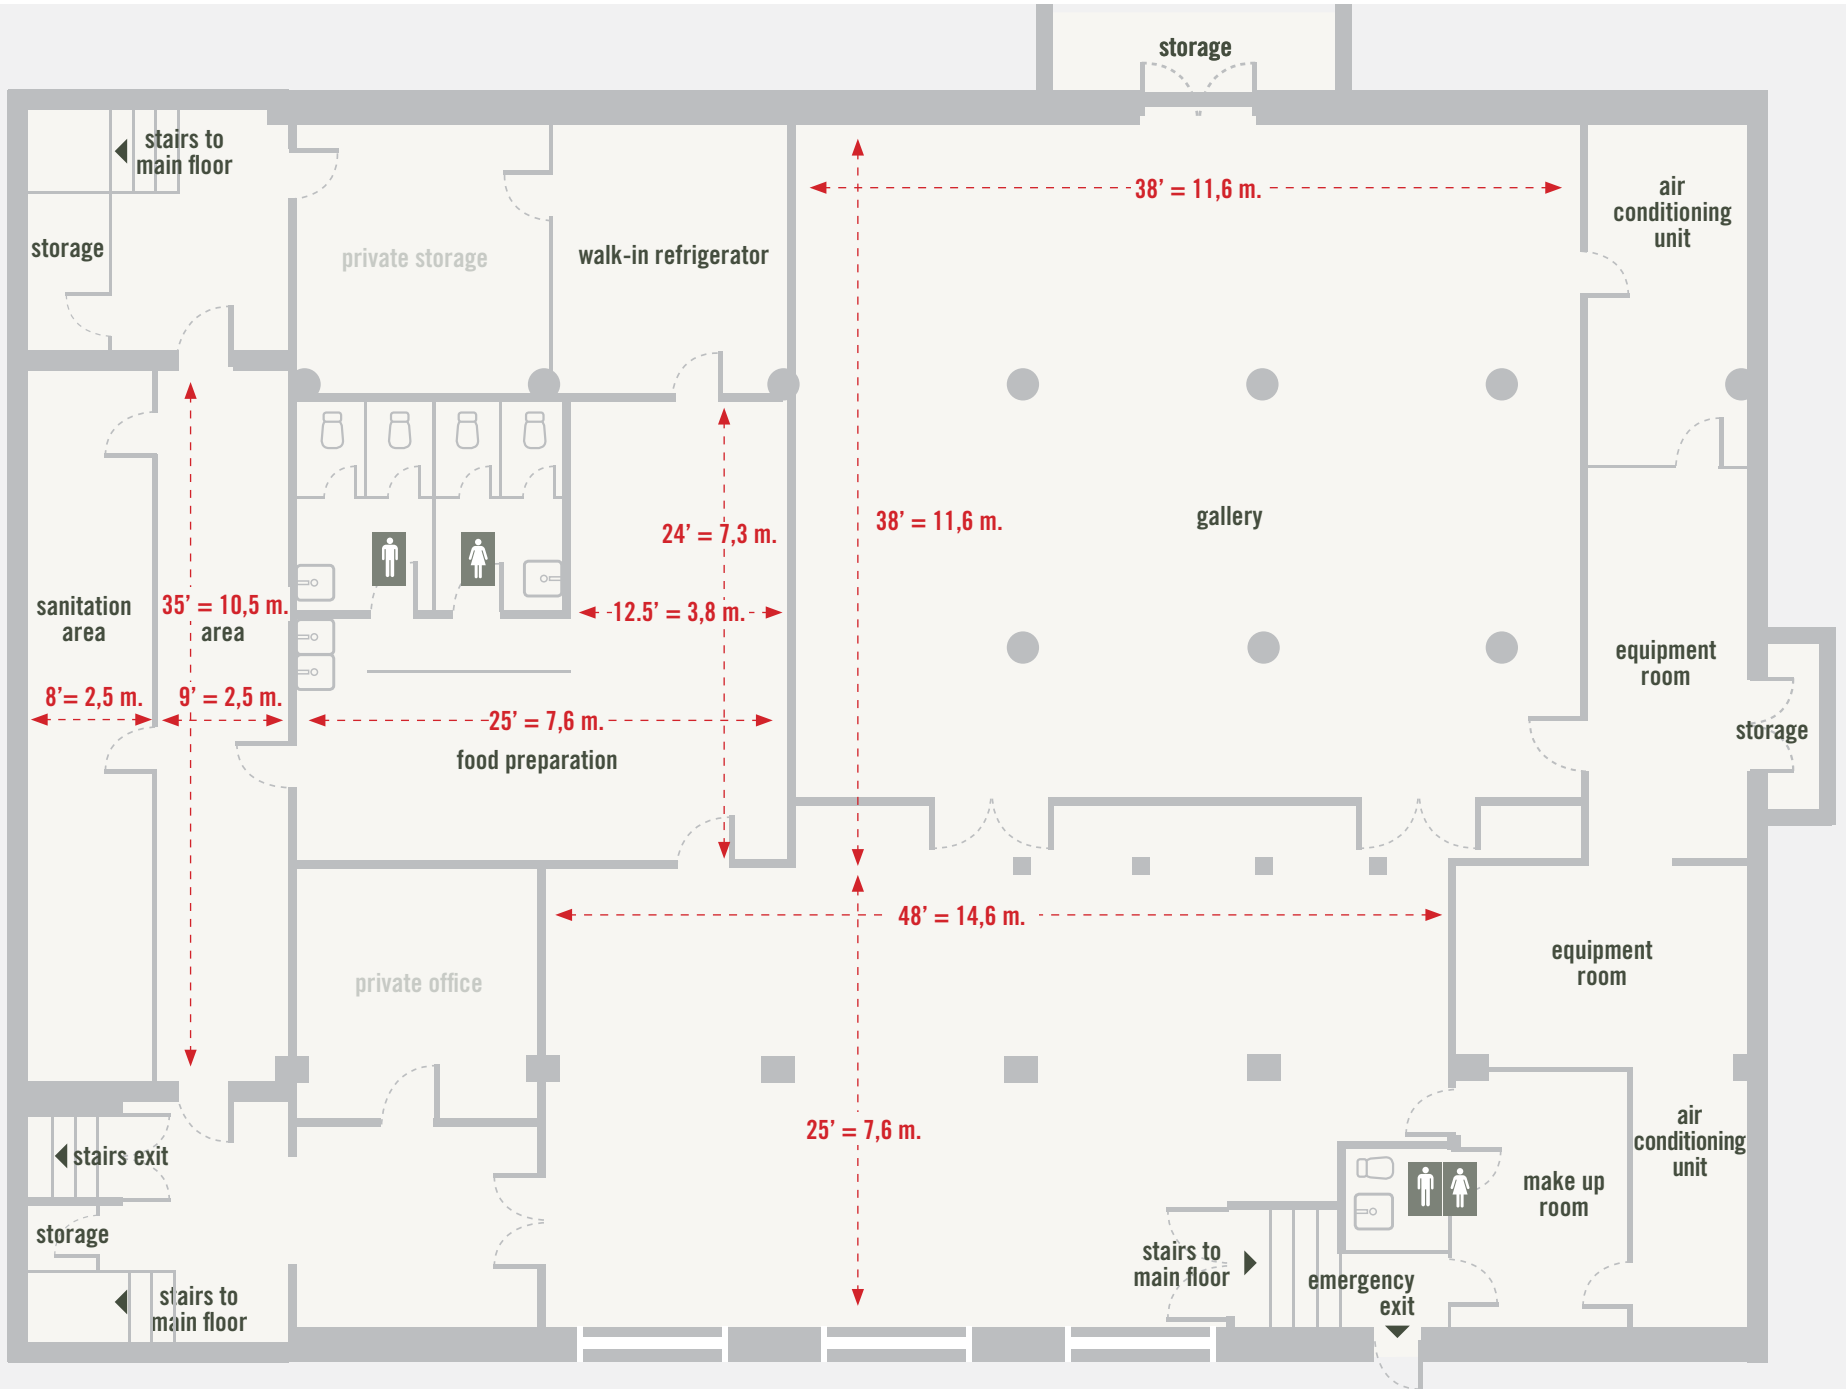 storage
stairs to
main floor
38’ = 11,6 m.
air
conditioning
unit
storage
private storage
walk-in refrigerator
38’ = 11,6 m.
gallery
24’ = 7,3 m.
sanitation
area
35’ = 10,5 m.
area
12.5’ = 3,8 m.
equipment
room
8’= 2,5 m.
9’ = 2,5 m.
25’ = 7,6 m.
storage
food preparation
48’ = 14,6 m.
equipment
room
private office
25’ = 7,6 m.
air
conditioning
unit
stairs exit
make up
room
storage
stairs to
main floor
emergency
exit
stairs to
main floor